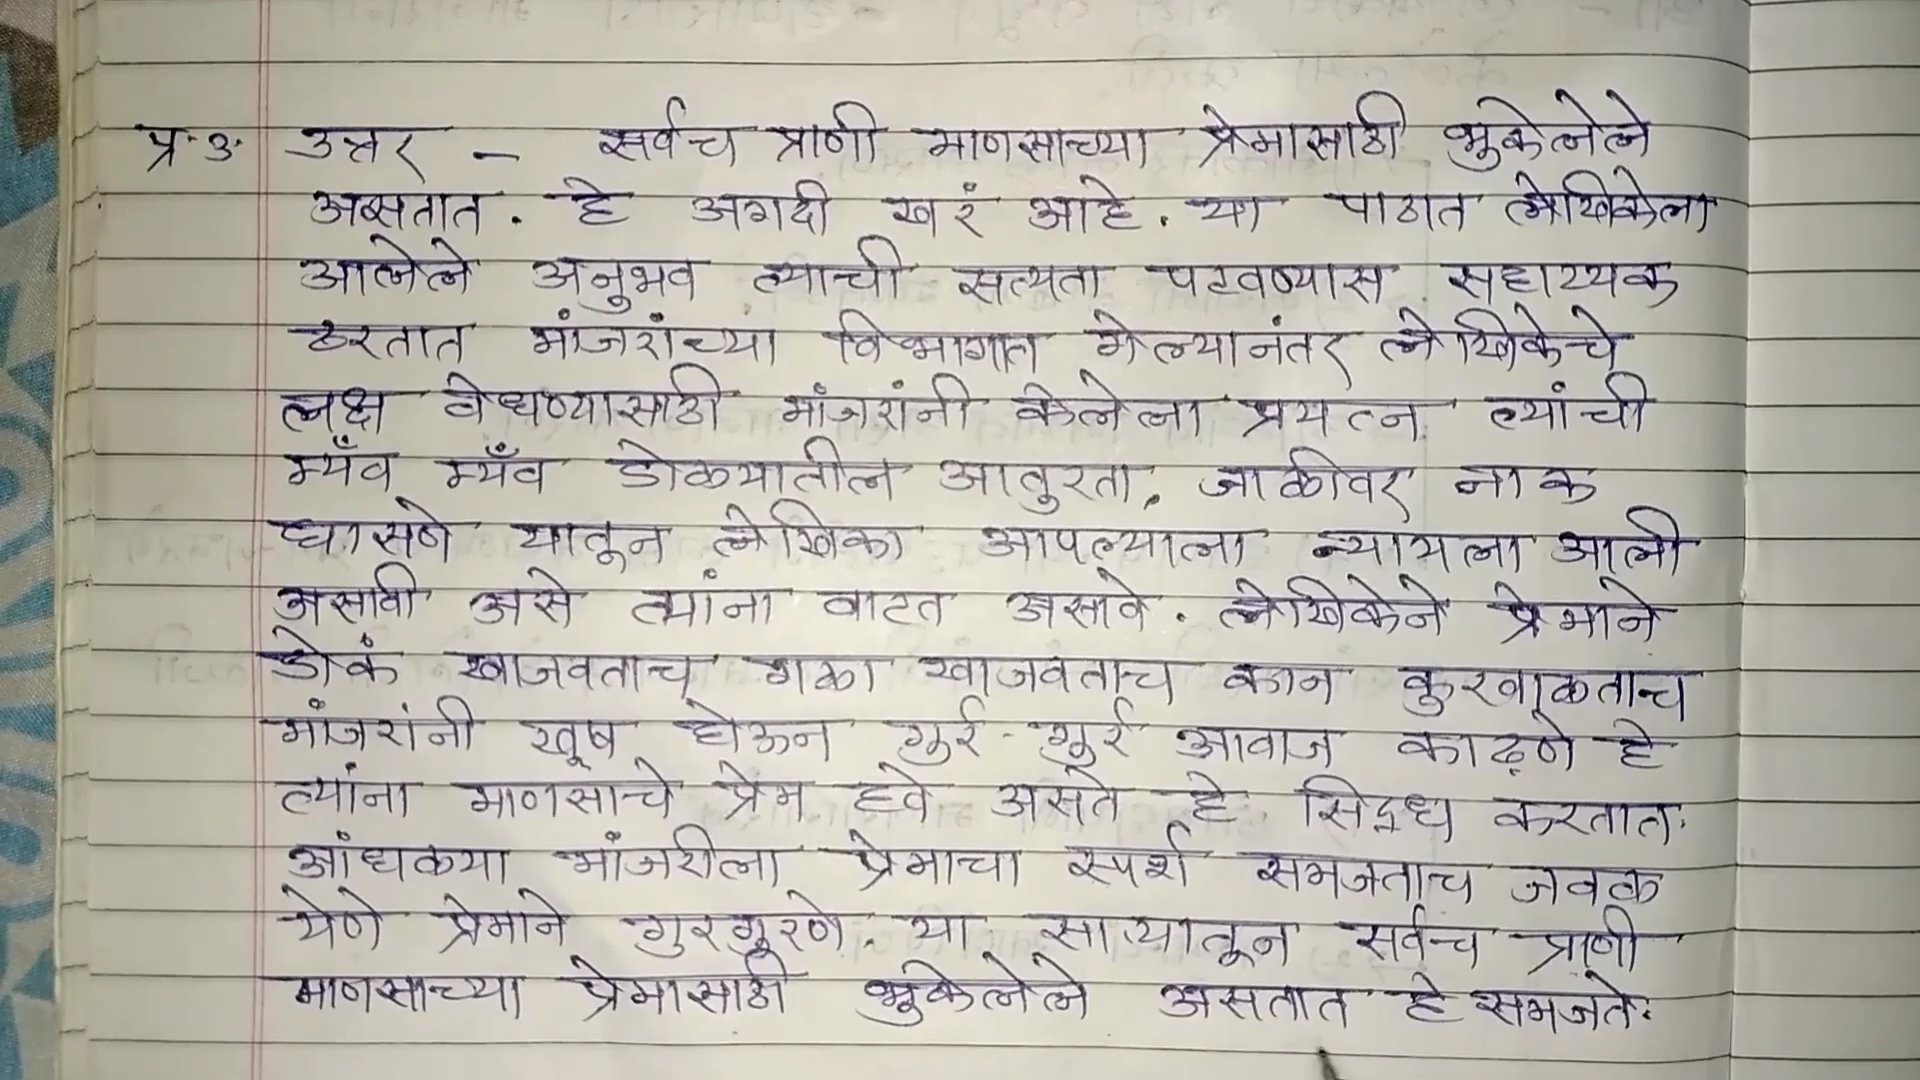 प्र. ३. उत्तर - सर्वच प्राणी माणसाच्या प्रेमासाठी भुकेलेले
असतात. हे अगदी खरं आहे. या पाठात लेखिकेला
आलेले अनुभव त्याची सत्यता पटवण्यास सहाय्यक
ठरतात मांजरांच्या विभागात गेल्यानंतर लेखिकेचे
लक्ष वेधण्यासाठी मांजरांनी केलेला प्रयत्न त्यांची
म्यँव म्यँव डोळ्यातील आतुरता, जाळीवर नाक
घासणे यातून लेखिका आपल्याला न्यायला आली
असावी असे त्यांना वाटत असावे. लेखिकेने प्रेमाने
डोकं खाजवताच गळा खाजवताच कान कुरवाळताच
मांजरांनी खूष होऊन गुर्र-गुर्र आवाज काढणे हे
त्यांना माणसाचे प्रेम हवे असते हे सिद्ध करतात.
आंधळ्या मांजरीला प्रेमाचा स्पर्श समजताच जवळ
येणे प्रेमाने गुरगुरणे, या साऱ्यातून सर्वच प्राणी
माणसाच्या प्रेमासाठी भुकेलेले असतात हे समजते.